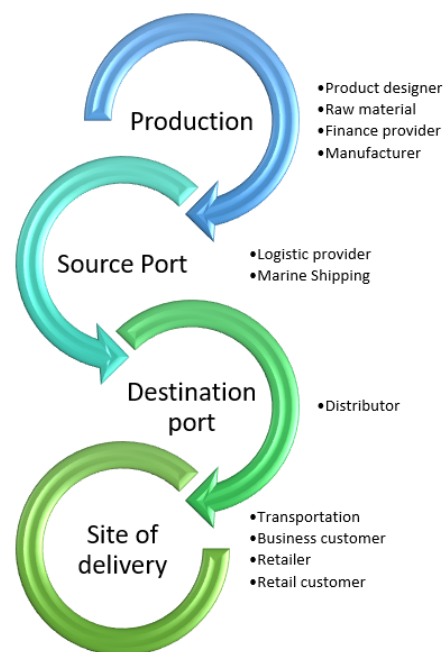 Production
•Product designer
•Raw material
•Finance provider
•Manufacturer
Source Port
•Logistic provider
•Marine Shipping
Destination
port
•Distributor
Site of
delivery
•Transportation
•Business customer
•Retailer
•Retail customer